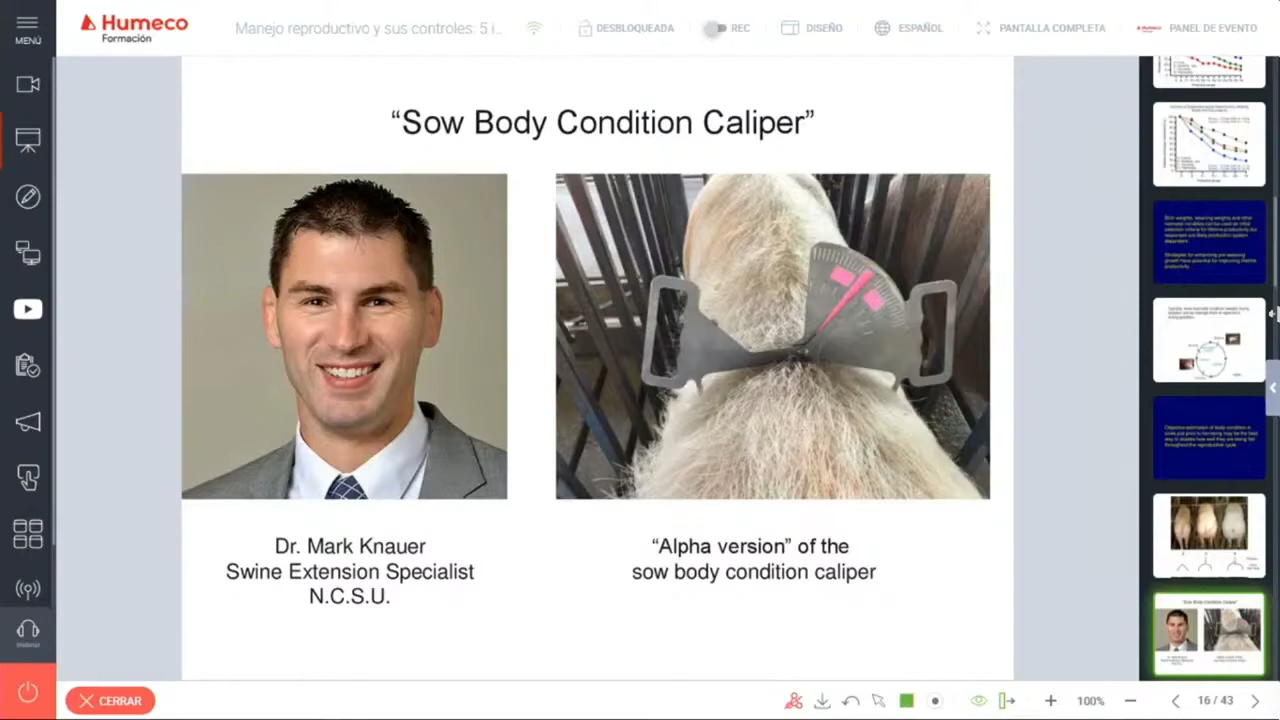 MENÚ
Humeco
Formación
Manejo reproductivo y sus controles: 5 i...
DESBLOQUEADA
REC
DISEÑO
ESPAÑOL
PANTALLA COMPLETA
PANEL DE EVENTO
“Sow Body Condition Caliper”
Dr. Mark Knauer
Swine Extension Specialist
N.C.S.U.
“Alpha version” of the
sow body condition caliper
Webinar
CERRAR
100%
16 / 43